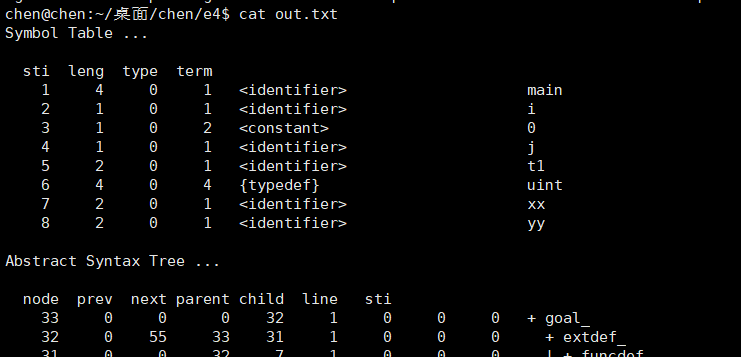 chen@chen:~/桌面/chen/e4$ cat out.txt
Symbol Table ...
sti leng type term
1 4 0 1 <identifier> main
2 1 0 1 <identifier> i
3 1 0 2 <constant> 0
4 1 0 1 <identifier> j
5 2 0 1 <identifier> t1
6 4 0 4 {typedef} uint
7 2 0 1 <identifier> xx
8 2 0 1 <identifier> yy
Abstract Syntax Tree ...
node prev next parent child line sti
33 0 0 0 32 1 0 0 0 + goal_
32 0 55 33 31 1 0 0 0 + extdef_
31 0 0 32 7 1 0 0 0 | + funcdef